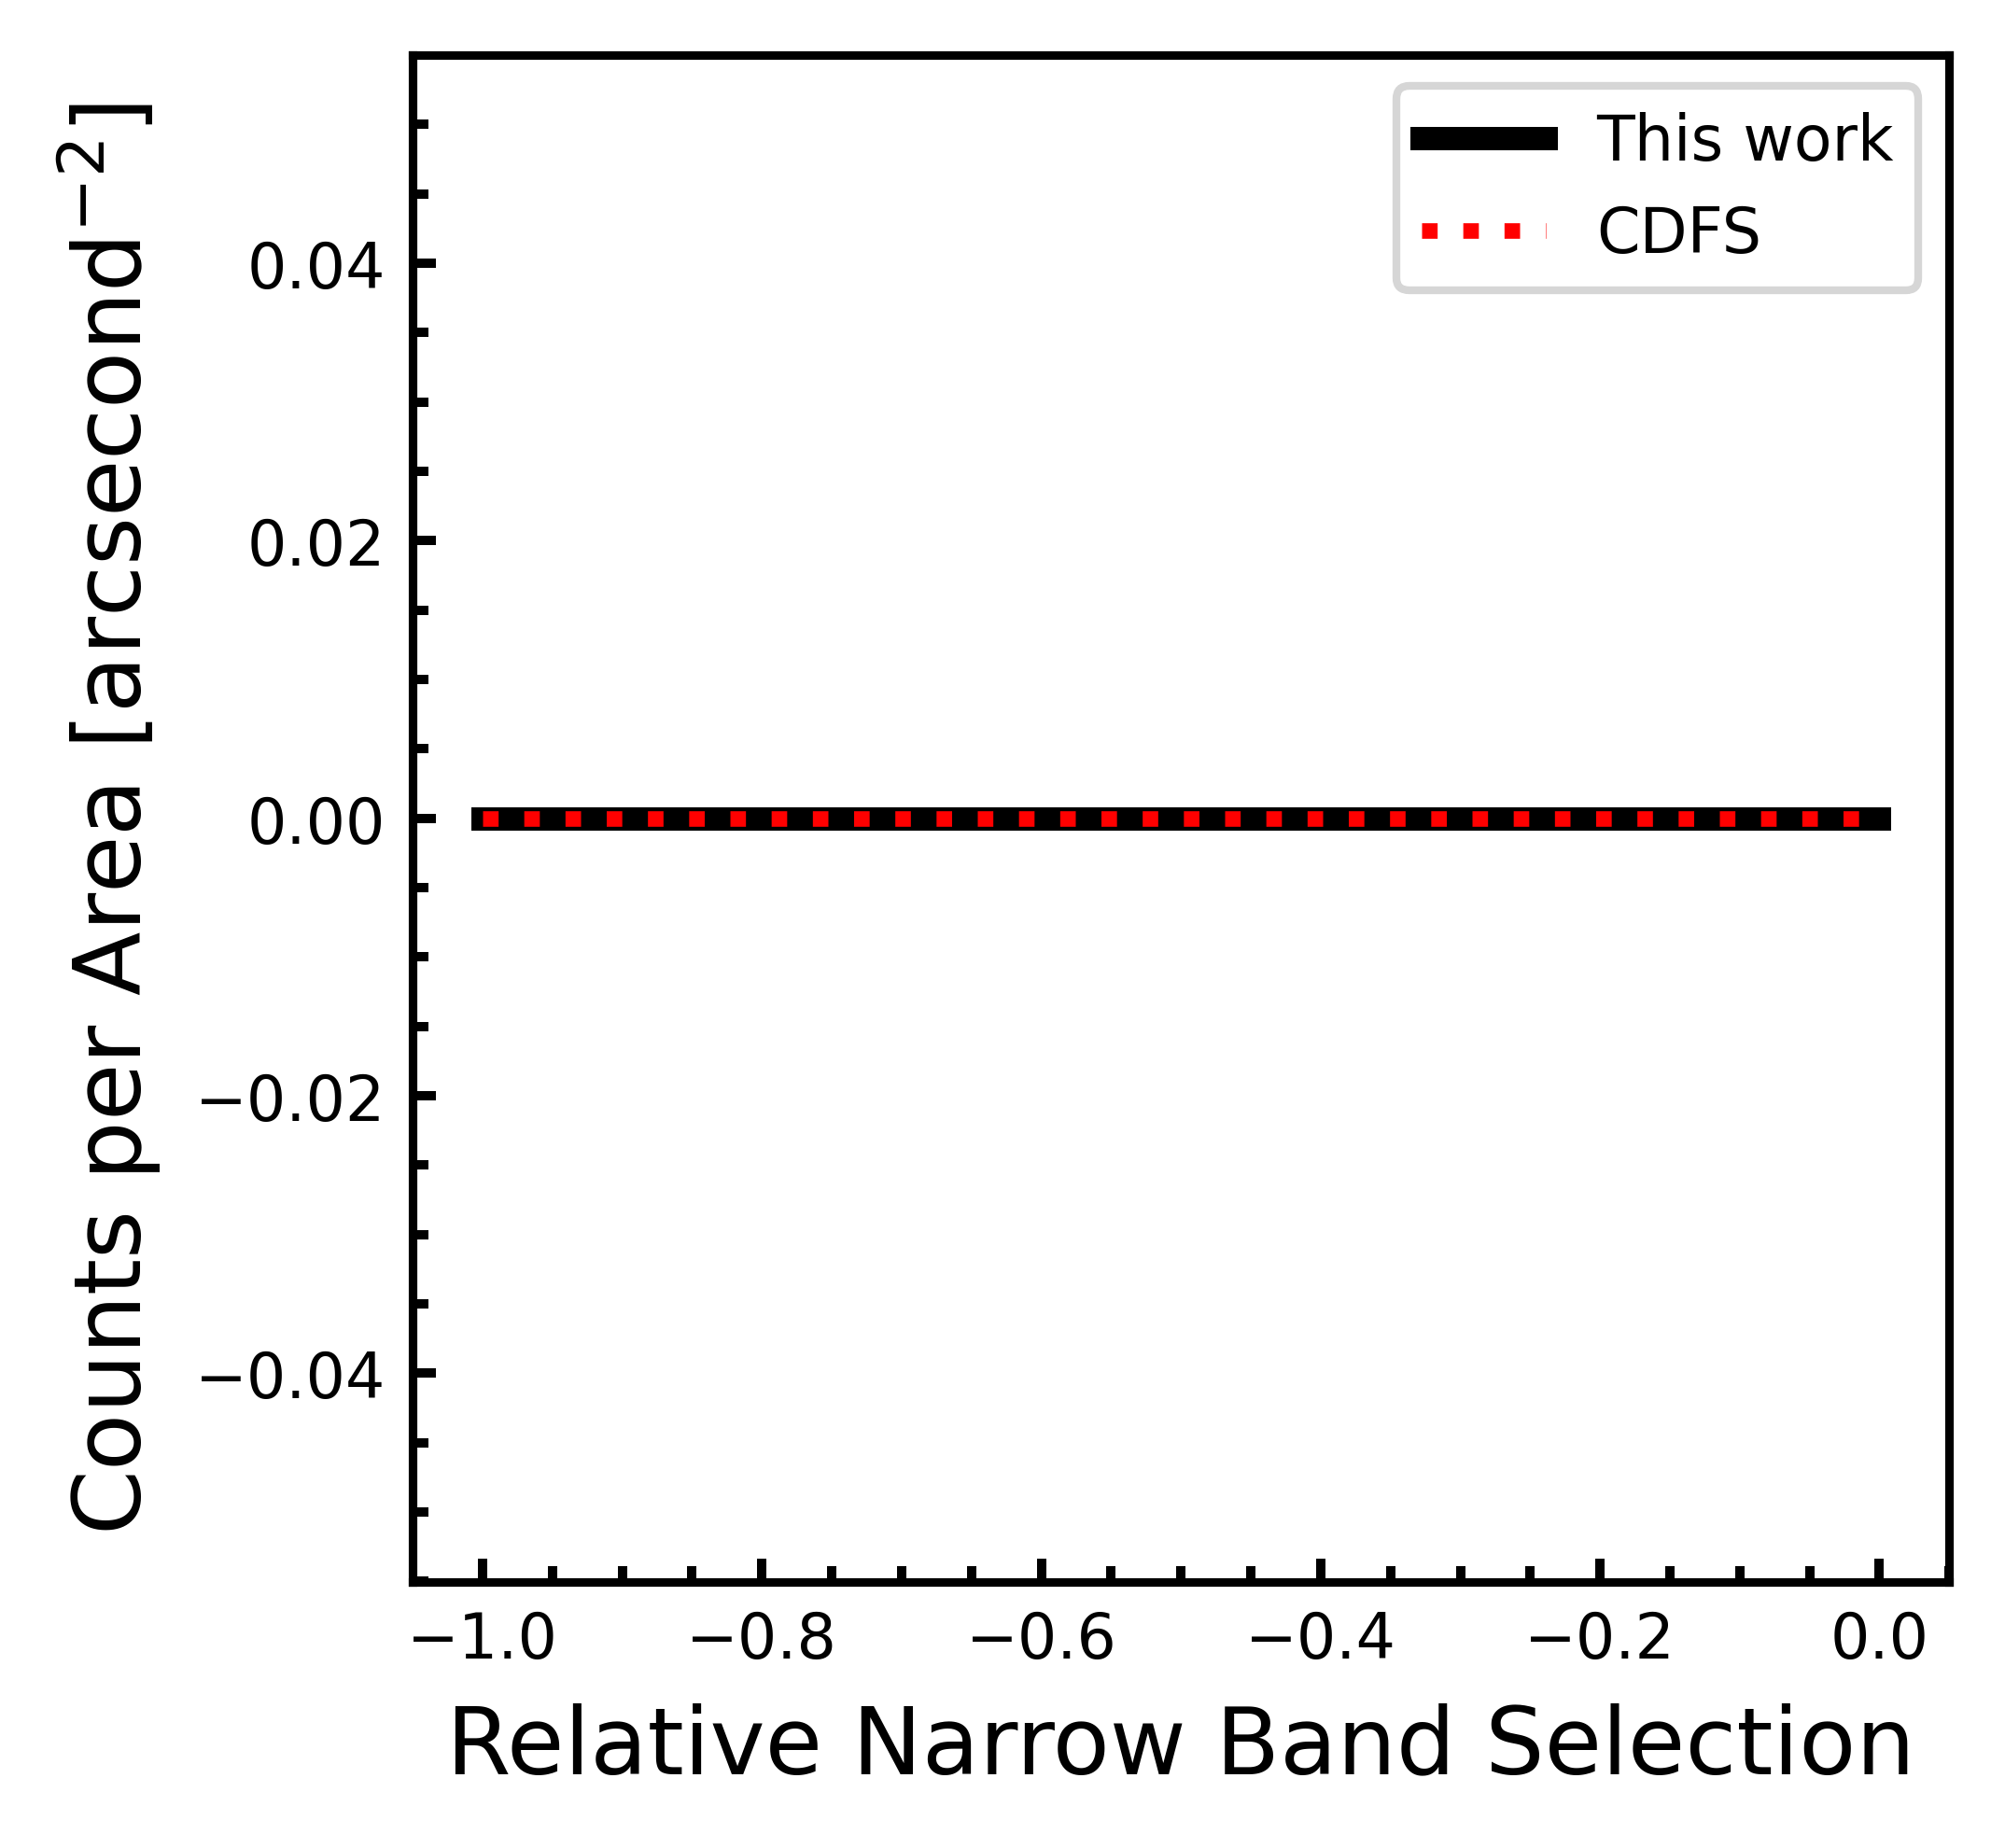 This work
CDFS
Counts per Area [arcsecond⁻²]
0.04
0.02
0.00
−0.02
−0.04
−1.0 −0.8 −0.6 −0.4 −0.2 0.0
Relative Narrow Band Selection